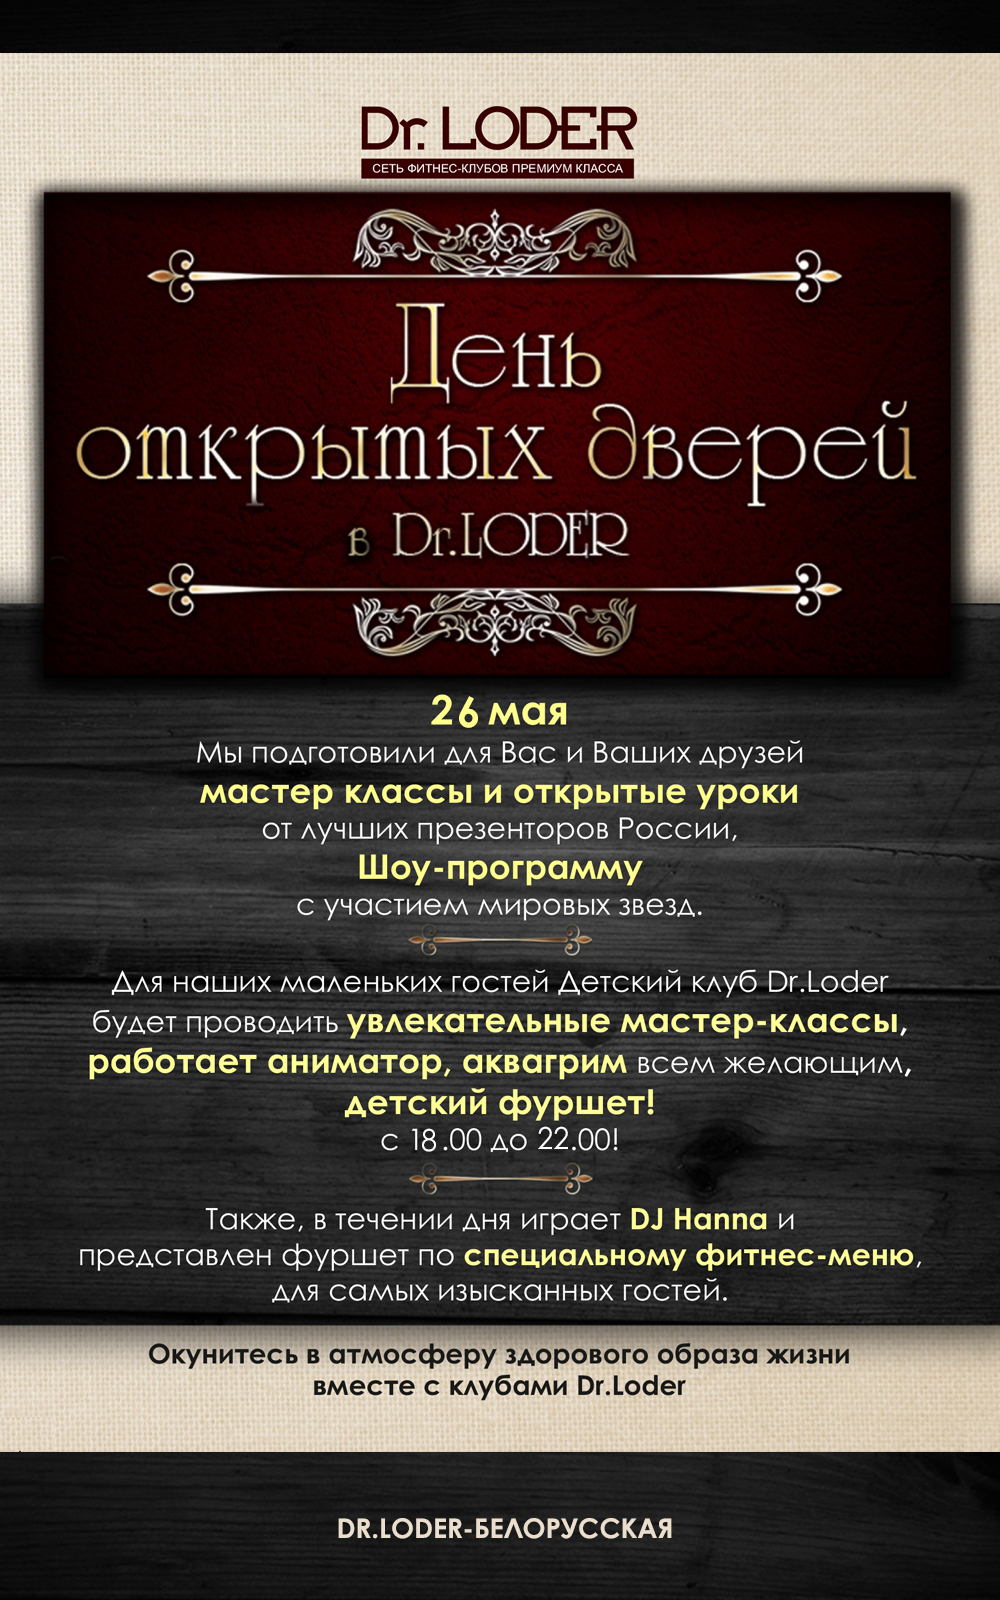 Dr. LODER
СЕТЬ ФИТНЕС-КЛУБОВ ПРЕМИУМ КЛАССА
День
открытых дверей
в Dr.LODER
26 мая
Мы подготовили для Вас и Ваших друзей
мастер классы и открытые уроки
от лучших презенторов России,
Шоу-программу
с участием мировых звезд.
Для наших маленьких гостей Детский клуб Dr.Loder
будет проводить увлекательные мастер-классы,
работает аниматор, аквагрим всем желающим,
детский фуршет!
с 18.00 до 22.00!
Также, в течении дня играет DJ Hanna и
представлен фуршет по специальному фитнес-меню,
для самых изысканных гостей.
Окунитесь в атмосферу здорового образа жизни
вместе с клубами Dr.Loder
DR.LODER-БЕЛОРУССКАЯ